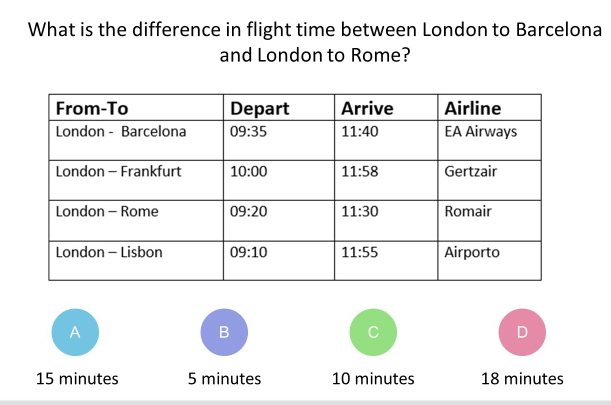 What is the difference in flight time between London to Barcelona
and London to Rome?
From-To Depart Arrive Airline
London - Barcelona 09:35 11:40 EA Airways
London – Frankfurt 10:00 11:58 Gertzair
London – Rome 09:20 11:30 Romair
London – Lisbon 09:10 11:55 Airporto
A B C D
15 minutes 5 minutes 10 minutes 18 minutes